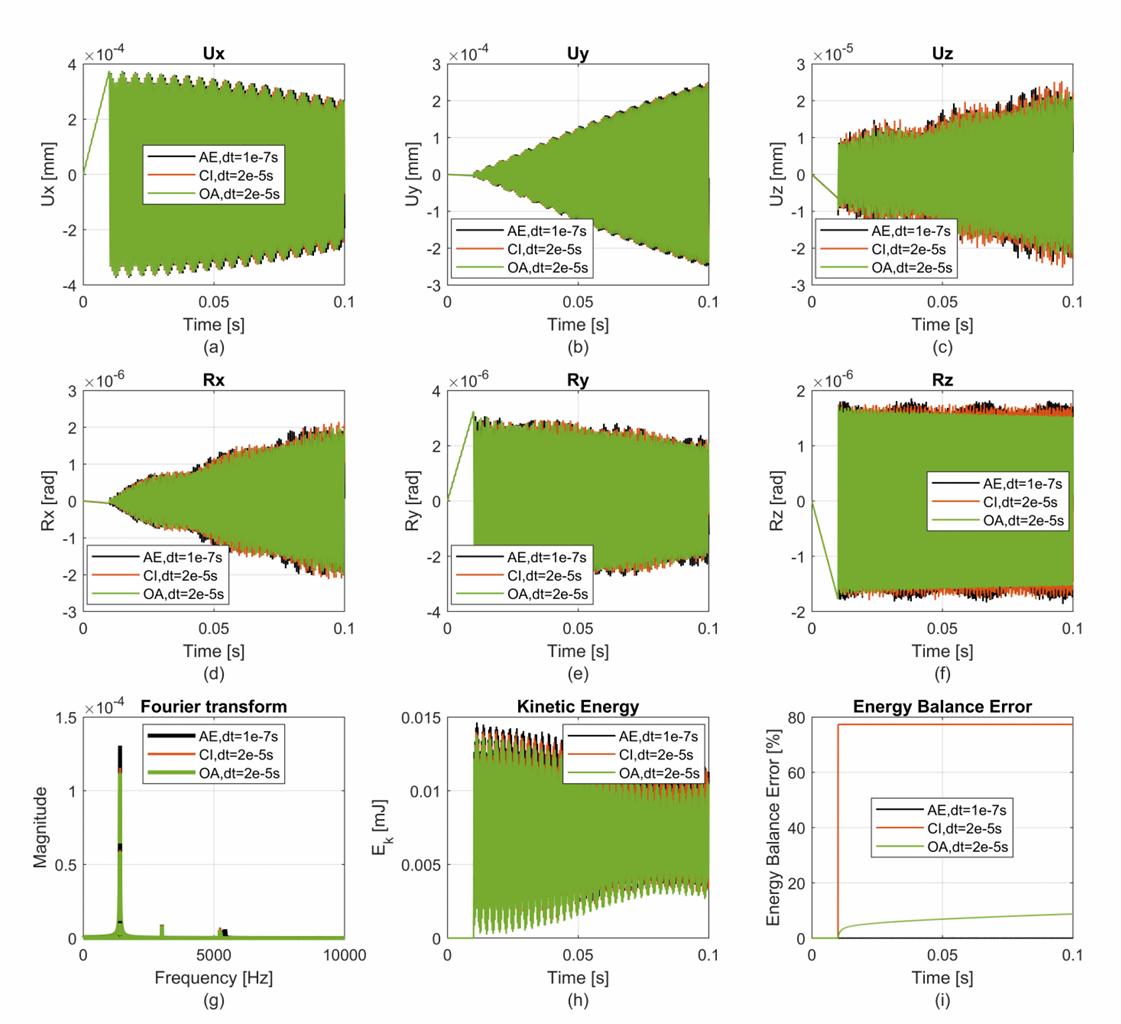 Ux
×10-4
4
2
0
-2
-4
Ux [mm]
AE,dt=1e-7s
CI,dt=2e-5s
OA,dt=2e-5s
0
0.05
0.1
Time [s]
(a)
Uy
×10-4
3
2
1
0
-1
-2
-3
Uy [mm]
AE,dt=1e-7s
CI,dt=2e-5s
OA,dt=2e-5s
0
0.05
0.1
Time [s]
(b)
Uz
×10-5
3
2
1
0
-1
-2
-3
Uz [mm]
AE,dt=1e-7s
CI,dt=2e-5s
OA,dt=2e-5s
0
0.05
0.1
Time [s]
(c)
Rx
×10-6
3
2
1
0
-1
-2
-3
Rx [rad]
AE,dt=1e-7s
CI,dt=2e-5s
OA,dt=2e-5s
0
0.05
0.1
Time [s]
(d)
Ry
×10-6
4
2
0
-2
-4
Ry [rad]
AE,dt=1e-7s
CI,dt=2e-5s
OA,dt=2e-5s
0
0.05
0.1
Time [s]
(e)
Rz
×10-6
2
1
0
-1
-2
Rz [rad]
AE,dt=1e-7s
CI,dt=2e-5s
OA,dt=2e-5s
0
0.05
0.1
Time [s]
(f)
Fourier transform
×10-4
1.5
1
0.5
0
Magnitude
AE,dt=1e-7s
CI,dt=2e-5s
OA,dt=2e-5s
0
5000
10000
Frequency [Hz]
(g)
Kinetic Energy
0.015
0.01
0.005
0
Ek [mJ]
AE,dt=1e-7s
CI,dt=2e-5s
OA,dt=2e-5s
0
0.05
0.1
Time [s]
(h)
Energy Balance Error
80
60
40
20
0
Energy Balance Error [%]
AE,dt=1e-7s
CI,dt=2e-5s
OA,dt=2e-5s
0
0.05
0.1
Time [s]
(i)